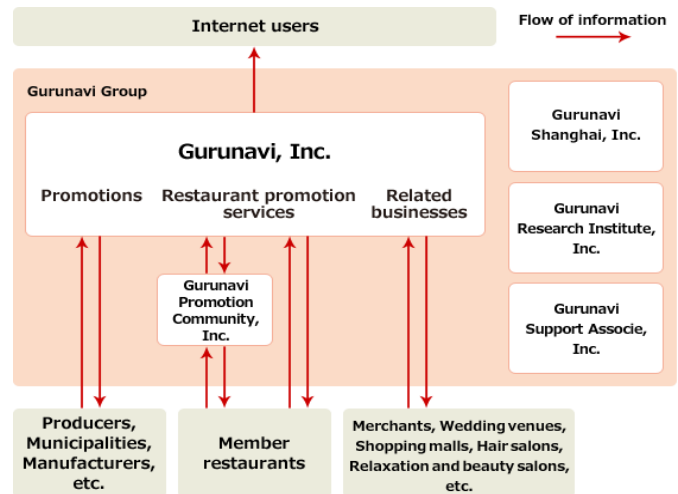 Internet users
Flow of information
Gurunavi Group
Gurunavi, Inc.
Promotions
Restaurant promotion
services
Related
businesses
Gurunavi
Shanghai, Inc.
Gurunavi
Research Institute,
Inc.
Gurunavi
Support Associe,
Inc.
Gurunavi
Promotion
Community,
Inc.
Producers,
Municipalities,
Manufacturers,
etc.
Member
restaurants
Merchants, Wedding venues,
Shopping malls, Hair salons,
Relaxation and beauty salons,
etc.